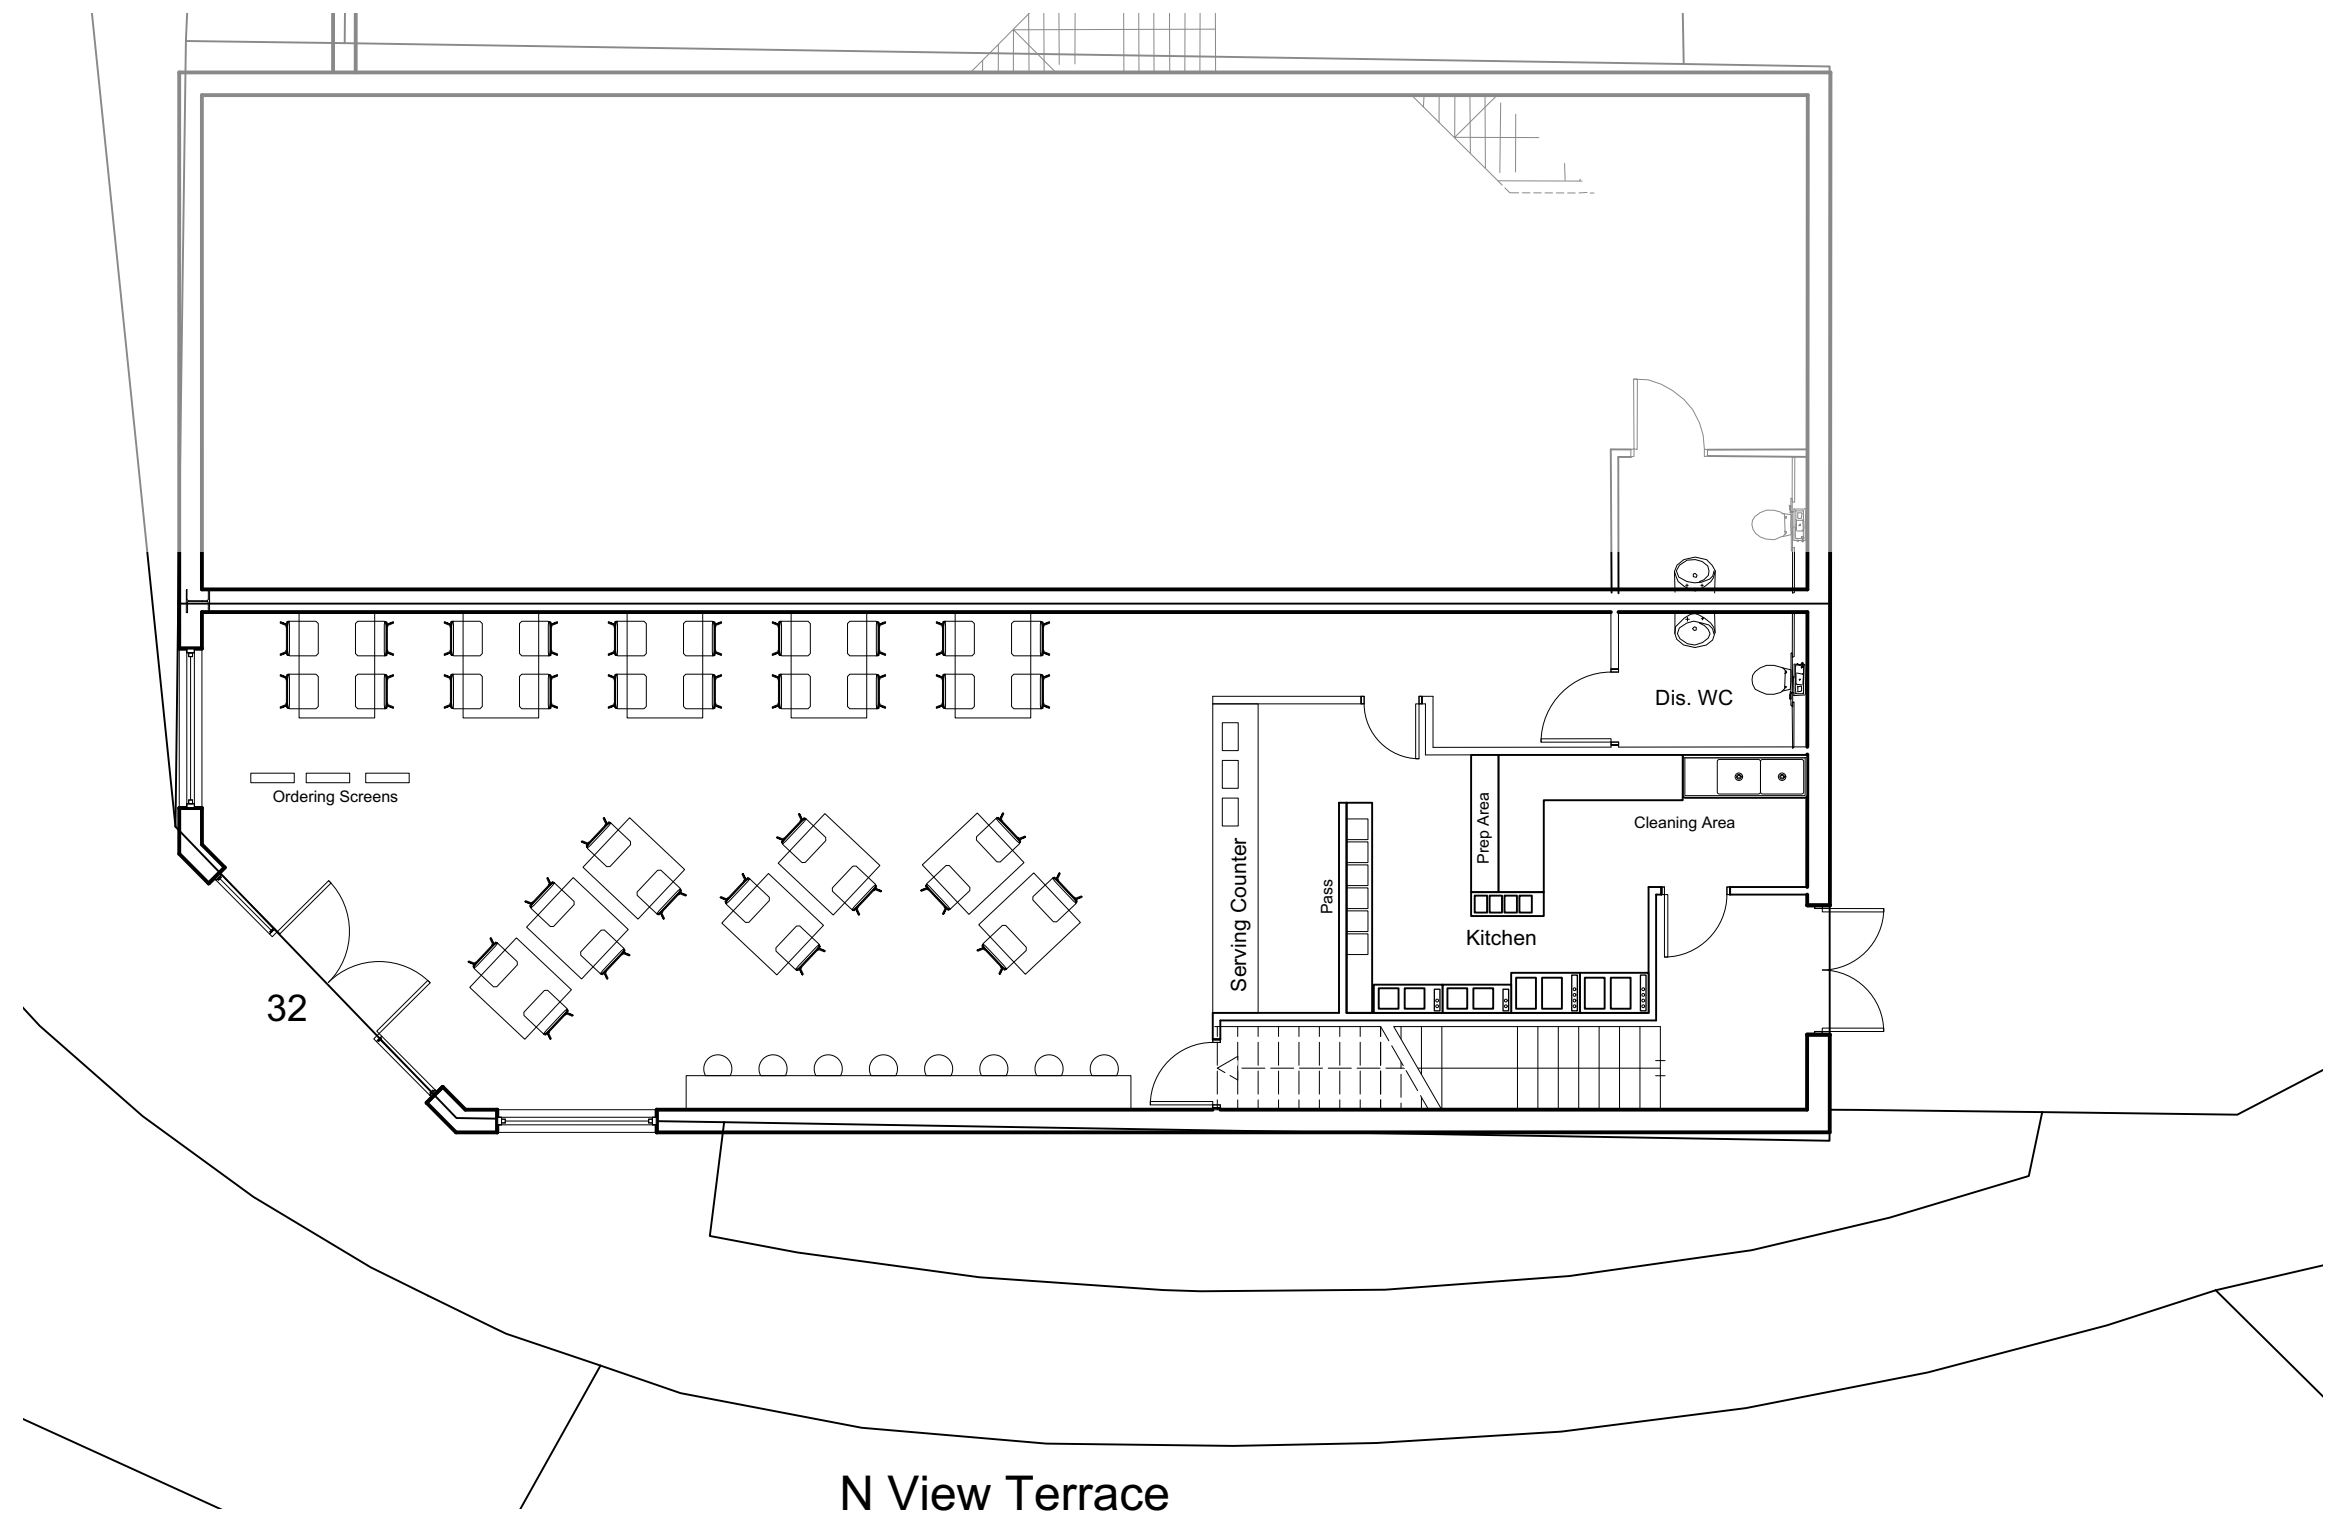 Dis. WC
Ordering Screens
Serving Counter
Pass
Prep Area
Cleaning Area
Kitchen
32
N View Terrace